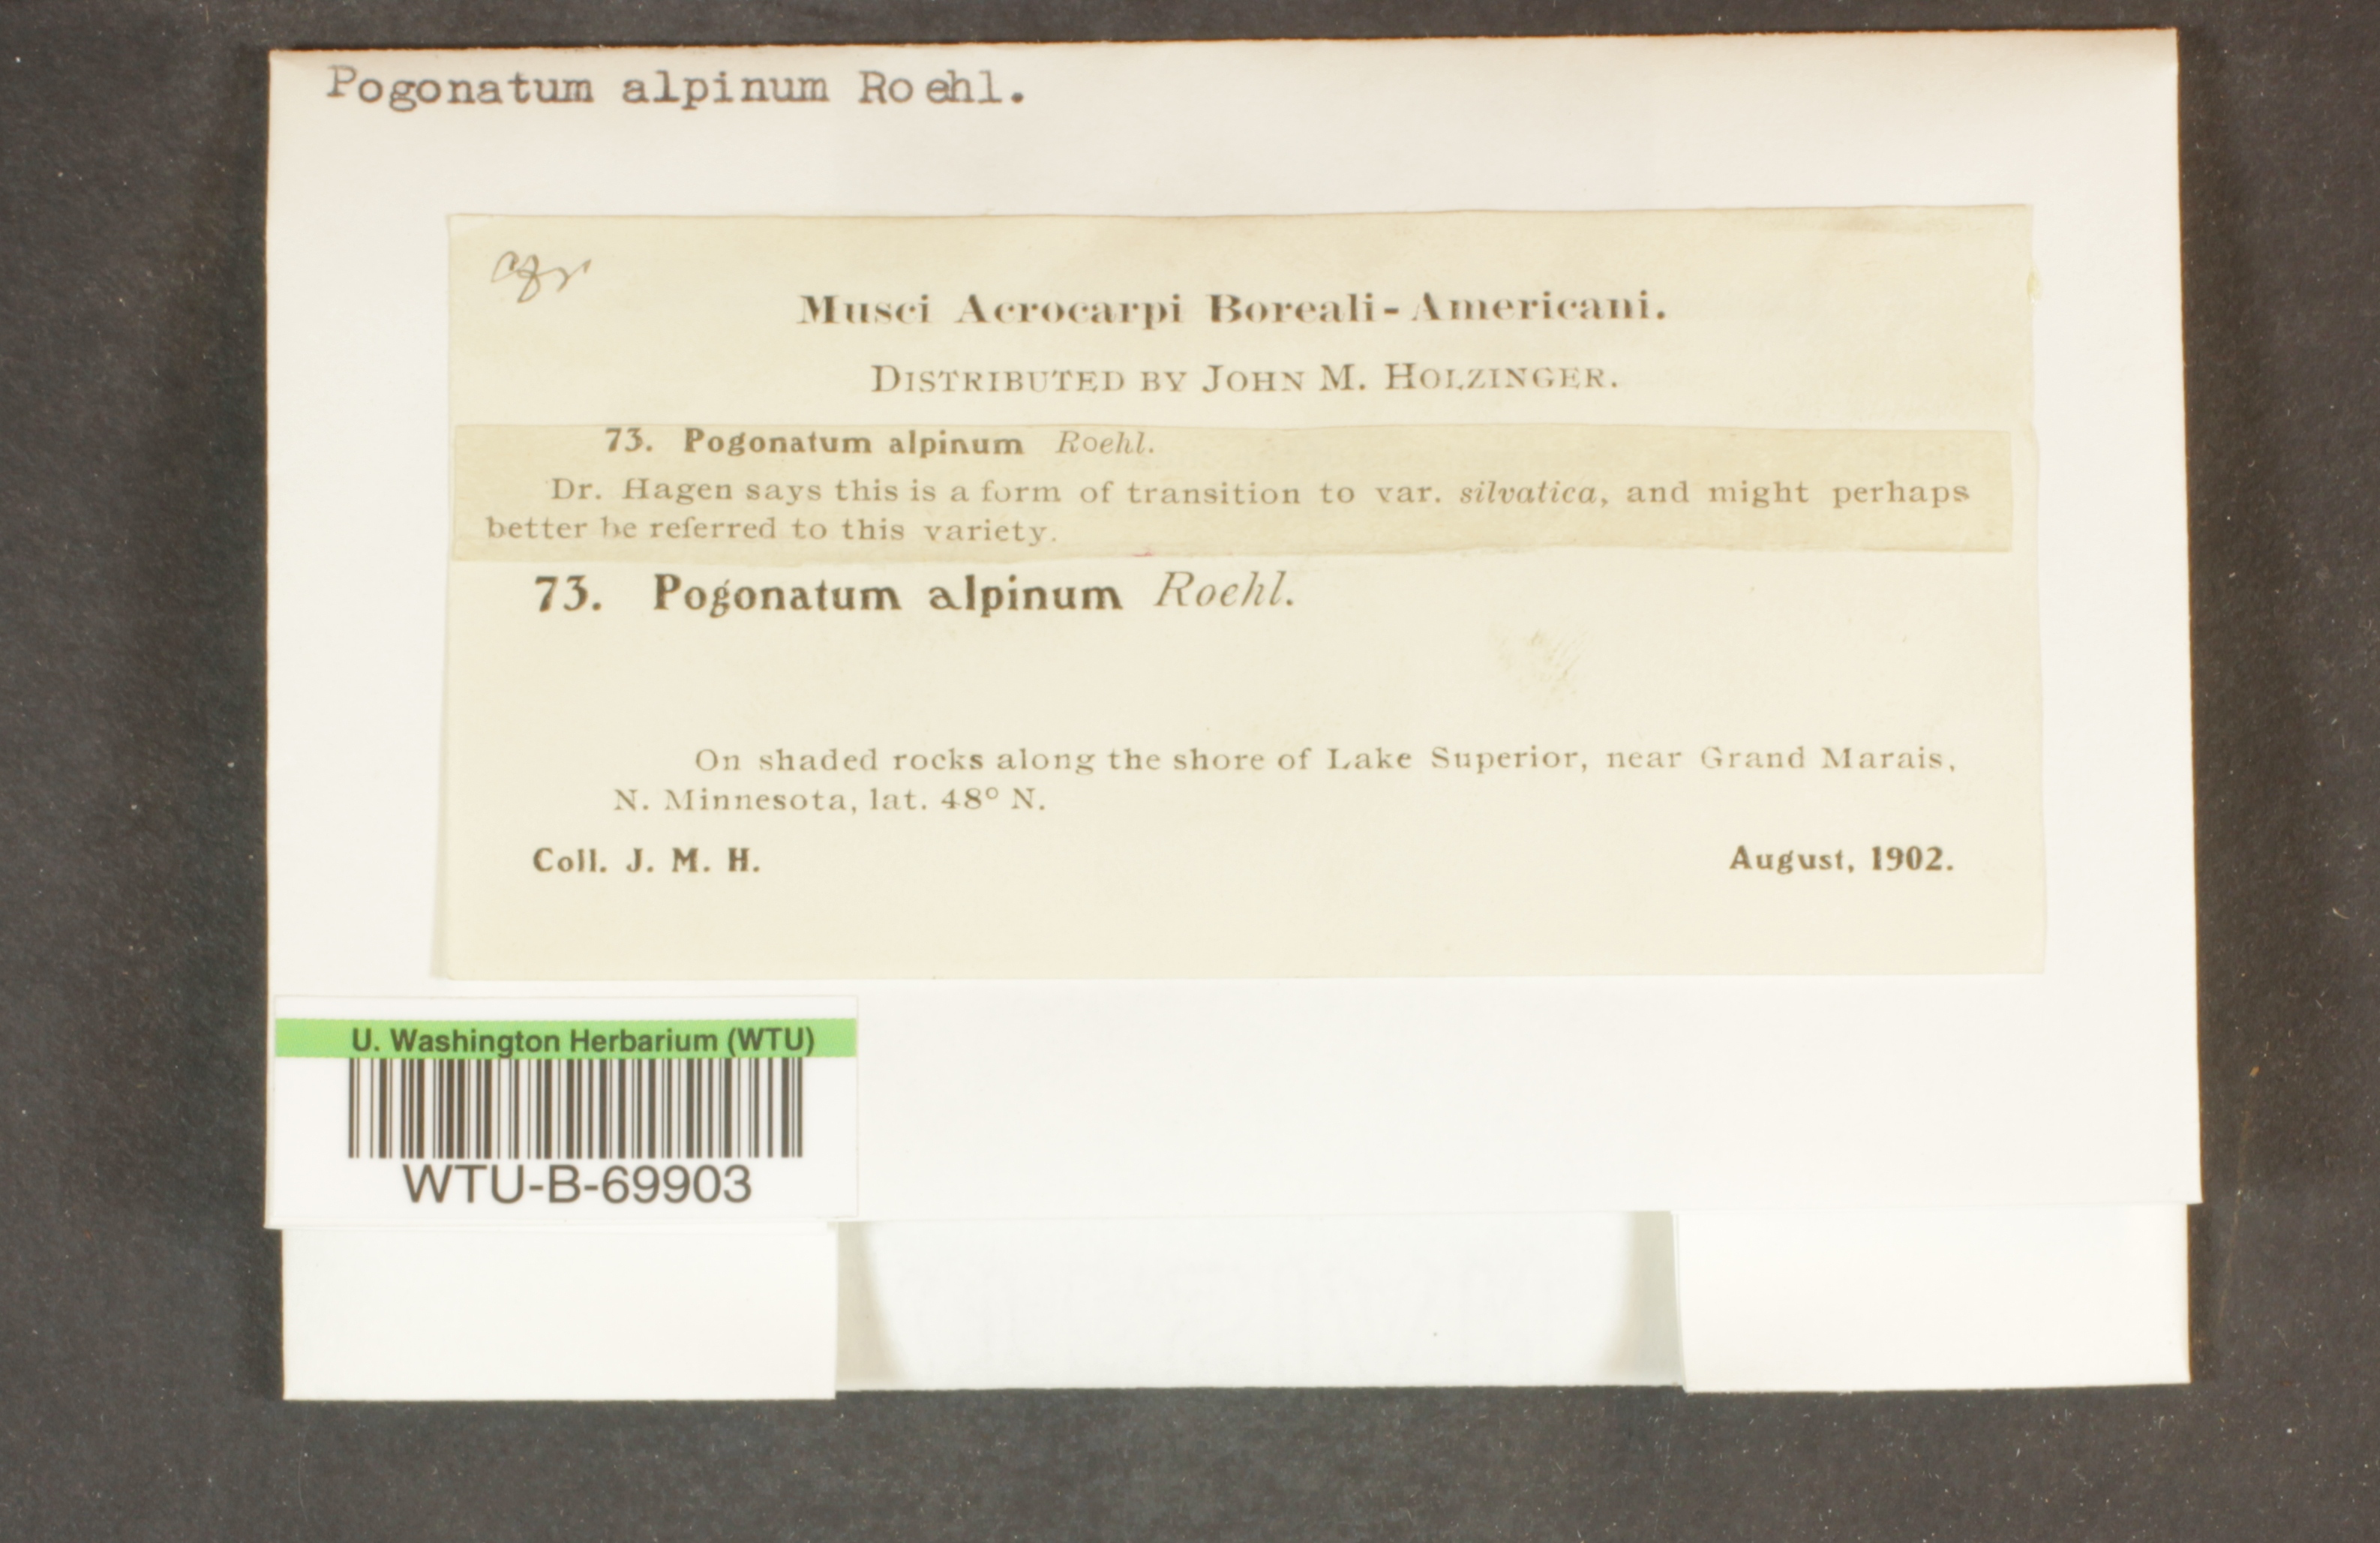 Pogonatum alpinum Roehl.
Musci Acrocarpi Boreali-Americani.
DISTRIBUTED BY JOHN M. HOLZINGER.
73. Pogonatum alpinum Roehl.
Dr. Hagen says this is a form of transition to var. silvatica, and might perhaps
better be referred to this variety.
73. Pogonatum alpinum Roehl.
On shaded rocks along the shore of Lake Superior, near Grand Marais,
N. Minnesota, lat. 48° N.
Coll. J. M. H.
August, 1902.
U. Washington Herbarium (WTU)
WTU-B-69903